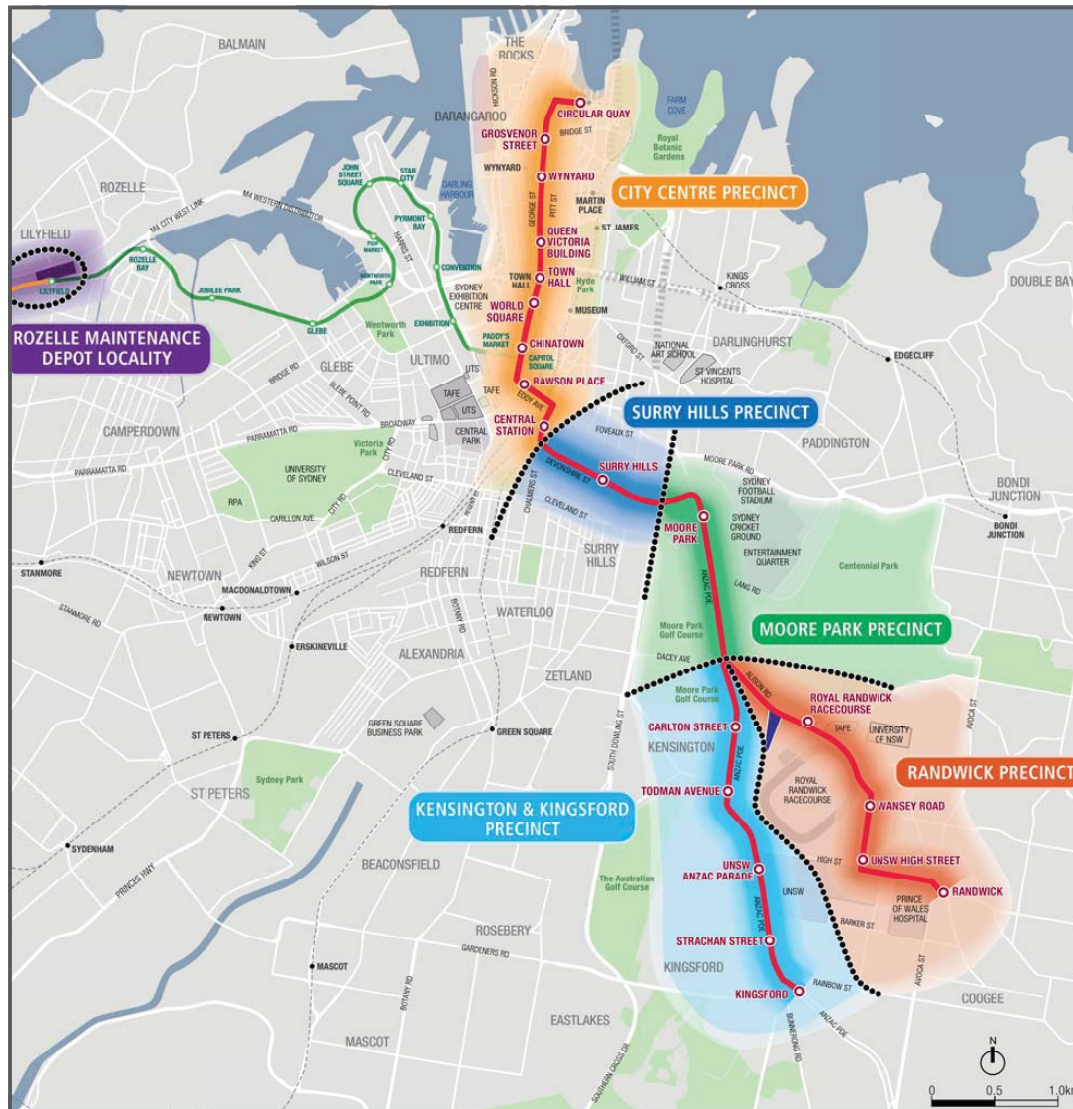 BALMAIN
THE
ROCKS
HICKSON RD
CIRCULAR QUAY
FARM
COVE
GROSVENOR
STREET
BRIDGE ST
Royal
Botanic
Gardens
WYNYARD
WYNYARD
CITY CENTRE PRECINCT
JOHN
STREET
SQUARE
STAR
CITY
DARLING
HARBOUR
ROZELLE
M4 WESTERN DISTRIBUTOR
M4 CITY WEST LINK
PYRMONT
BAY
HARRIS ST
GEORGE ST
PITT ST
MARTIN
PLACE
ST JAMES
QUEEN
VICTORIA
BUILDING
LILYFIELD
LILYFIELD
ROZELLE
BAY
FISH
MARKET
WENTWORTH
PARK
CONVENTION
TOWN
HALL
TOWN
HALL
Hyde
Park
WILLIAM ST
KINGS
CROSS
DOUBLE BAY
JUBILEE PARK
SYDNEY
EXHIBITION
CENTRE
WORLD
SQUARE
MUSEUM
ROZELLE MAINTENANCE
DEPOT LOCALITY
GLEBE
Wentworth
Park
EXHIBITION
PADDY'S
MARKET
CHINATOWN
CAPITOL
SQUARE
OXFORD ST
NATIONAL
ART SCHOOL
DARLINGHURST
ST VINCENTS
HOSPITAL
EDGECLIFF
BRIDGE RD
GLEBE
ULTIMO
UTS
TAFE
TAFE
UTS
RAWSON PLACE
EDDY AVE
GLEBE POINT RD
SURRY HILLS PRECINCT
CAMPERDOWN
PARRAMATTA RD
PARRAMATTA RD
BROADWAY
CENTRAL
PARK
CENTRAL
STATION
FOVEAUX ST
PADDINGTON
Victoria
Park
CITY RD
CLEVELAND ST
UNIVERSITY
OF SYDNEY
DEVONSHIRE ST
SURRY HILLS
MOORE PARK RD
SYDNEY
FOOTBALL
STADIUM
BONDI
JUNCTION
RPA
CARILLON AVE
CITY RD
REGENT ST
CHALMERS ST
CLEVELAND ST
MOORE
PARK
SYDNEY
CRICKET
GROUND
BONDI
JUNCTION
REDFERN
SURRY
HILLS
ENTERTAINMENT
QUARTER
KING ST
WILSON ST
STANMORE
NEWTOWN
REDFERN
ANZAC PDE
LANG RD
Centennial Park
MACDONALDTOWN
NEWTOWN
STANMORE RD
BOTANY RD
WATERLOO
Moore Park
Golf Course
MOORE PARK PRECINCT
ERSKINEVILLE
ALEXANDRIA
DACEY AVE
ZETLAND
Moore Park
Golf Course
ALISON RD
ROYAL RANDWICK
RACECOURSE
AVOCA ST
GREEN SQUARE
BUSINESS PARK
GREEN SQUARE
SOUTH DOWLING ST
CARLTON STREET
KENSINGTON
ANZAC PDE
TAFE
UNIVERSITY
OF NSW
ST PETERS
Sydney Park
ST PETERS
RANDWICK PRECINCT
KENSINGTON & KINGSFORD
PRECINCT
TODMAN AVENUE
ROYAL
RANDWICK
RACECOURSE
WANSEY ROAD
SYDENHAM
PRINCES HWY
BEACONSFIELD
The Australian
Golf Course
UNSW
ANZAC PARADE
HIGH ST
UNSW HIGH STREET
UNSW
RANDWICK
PRINCE
OF WALES
HOSPITAL
ROSEBERY
GARDENERS RD
ANZAC PDE
BARKER ST
STRACHAN STREET
MASCOT
BOTANY RD
KINGSFORD
KINGSFORD
RAINBOW ST
AVOCA ST
COOGEE
EASTLAKES
MASCOT
SOUTHERN CROSS DR
BUNNERONG RD
ANZAC PDE
N
0 0.5 1.0km